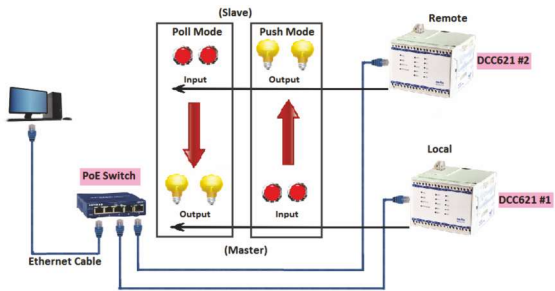 (Slave)
Poll Mode
Push Mode
Remote
Input
Output
DCC621 #2
Local
PoE Switch
Output
Input
DCC621 #1
(Master)
Ethernet Cable